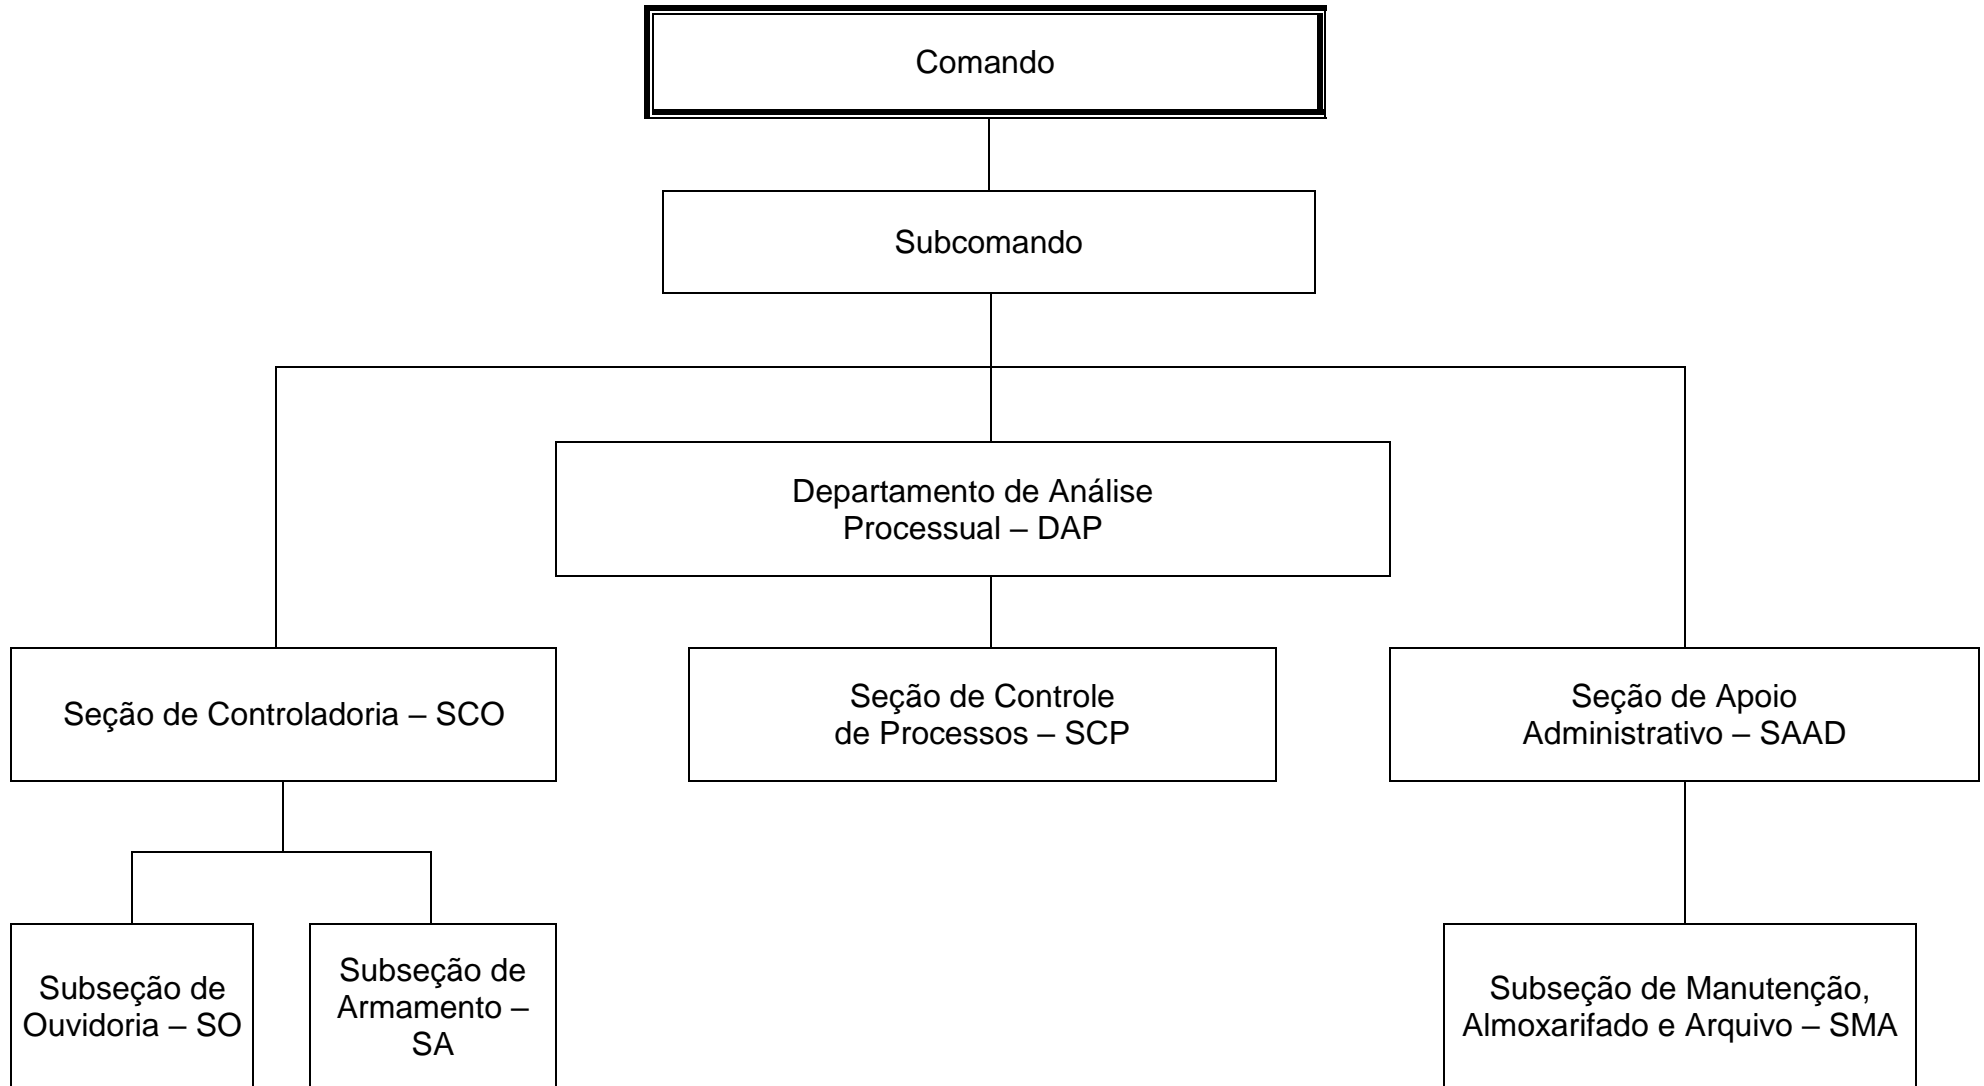 Comando
Subcomando
Departamento de Análise
Processual – DAP
Seção de Controladoria – SCO
Seção de Controle
de Processos – SCP
Seção de Apoio
Administrativo – SAAD
Subseção de
Ouvidoria – SO
Subseção de
Armamento –
SA
Subseção de Manutenção,
Almoxarifado e Arquivo – SMA